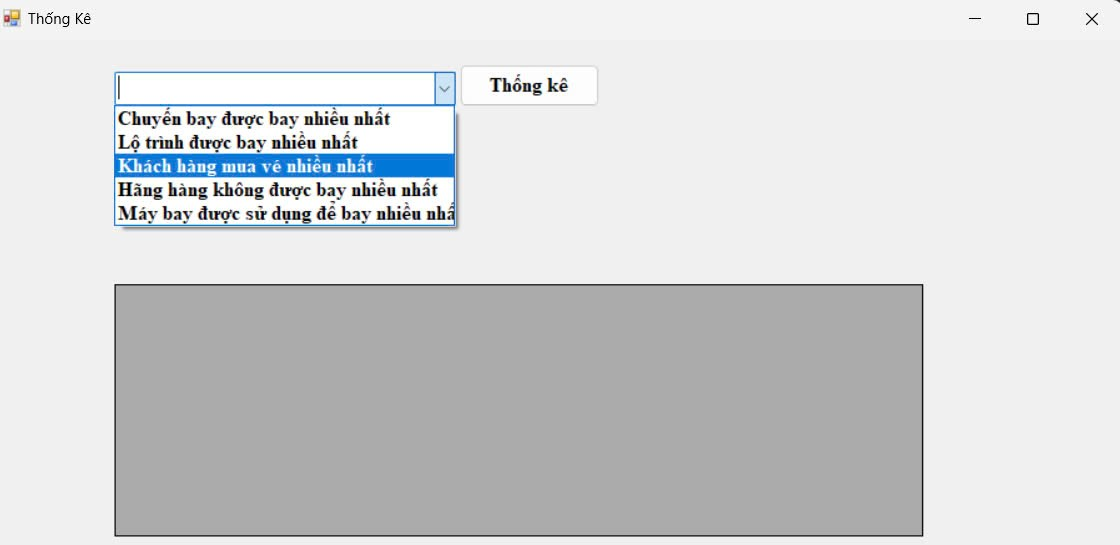 Thống Kê
Thống kê
Chuyến bay được bay nhiều nhất
Lộ trình được bay nhiều nhất
Khách hàng mua vé nhiều nhất
Hãng hàng không được bay nhiều nhất
Máy bay được sử dụng để bay nhiều nhấ